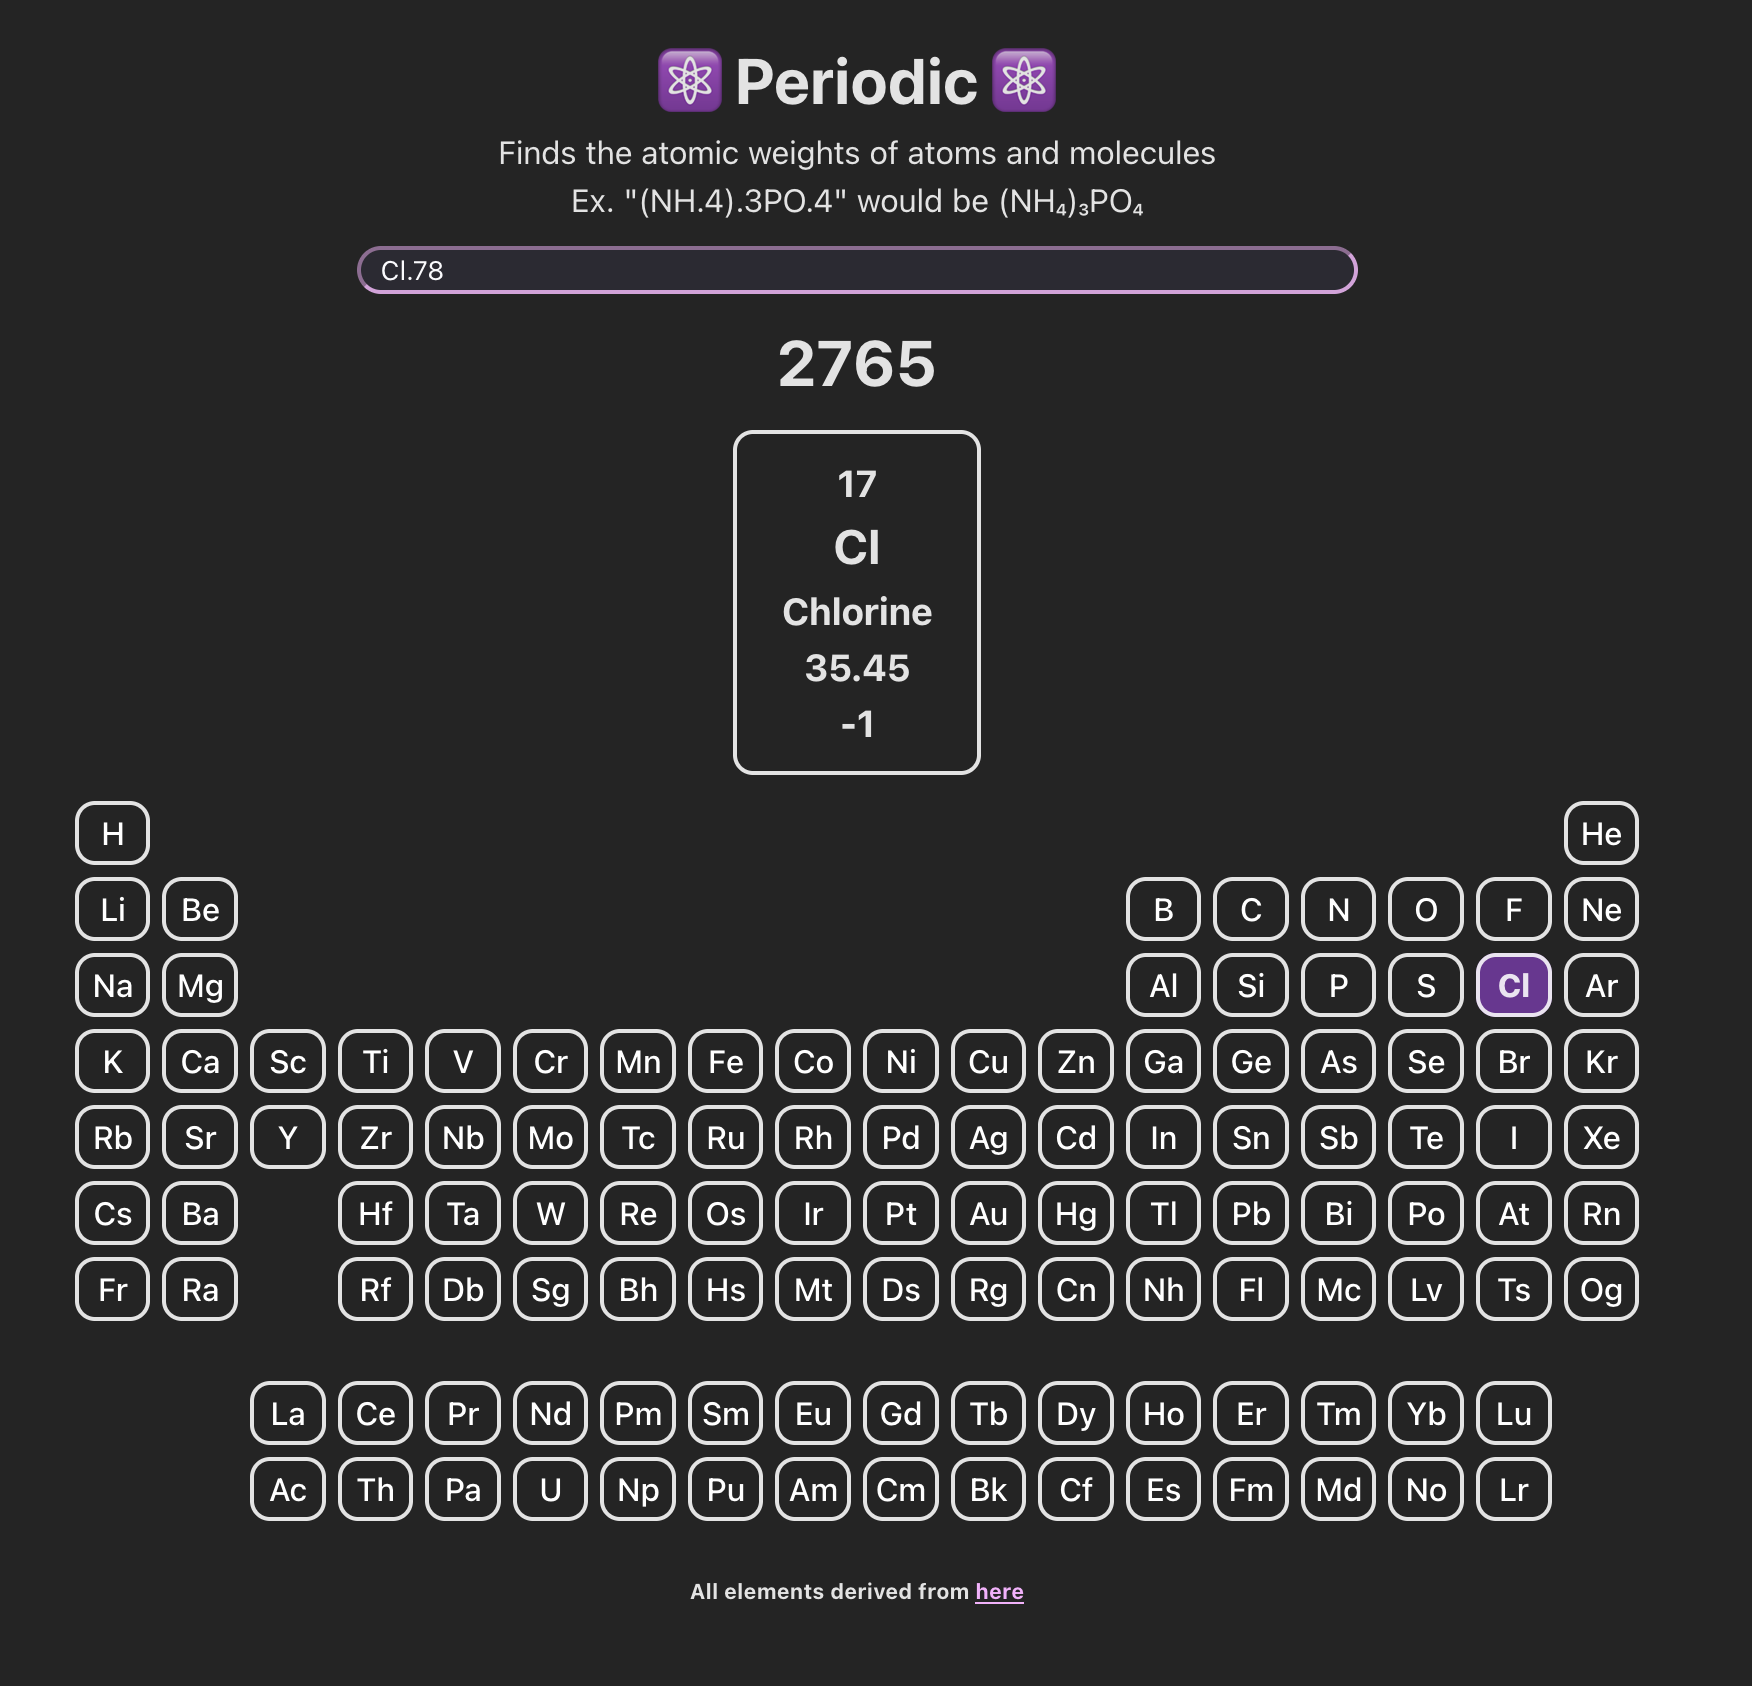 ⚛️ Periodic ⚛️
Finds the atomic weights of atoms and molecules
Ex. "(NH.4).3PO.4" would be (NH₄)₃PO₄
Cl.78
2765
17
Cl
Chlorine
35.45
-1
H He
Li Be B C N O F Ne
Na Mg Al Si P S Cl Ar
K Ca Sc Ti V Cr Mn Fe Co Ni Cu Zn Ga Ge As Se Br Kr
Rb Sr Y Zr Nb Mo Tc Ru Rh Pd Ag Cd In Sn Sb Te I Xe
Cs Ba Hf Ta W Re Os Ir Pt Au Hg Tl Pb Bi Po At Rn
Fr Ra Rf Db Sg Bh Hs Mt Ds Rg Cn Nh Fl Mc Lv Ts Og
La Ce Pr Nd Pm Sm Eu Gd Tb Dy Ho Er Tm Yb Lu
Ac Th Pa U Np Pu Am Cm Bk Cf Es Fm Md No Lr
All elements derived from here